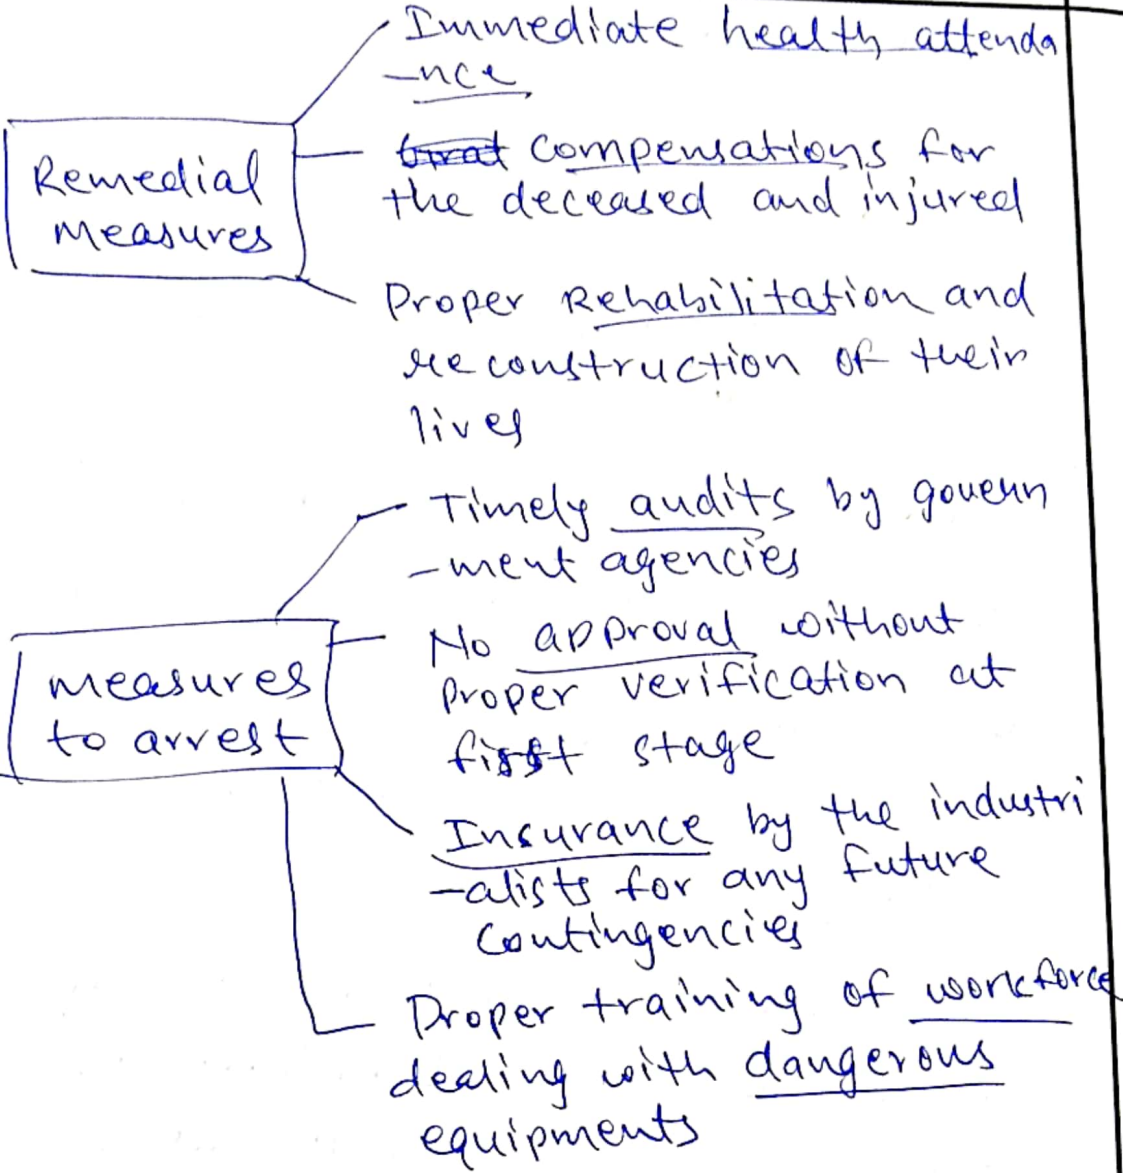 Immediate health attenda
-nce
Remedial
Measures
compensations for
the deceased and injured
Proper Rehabilitation and
reconstruction of their
lives
Timely audits by govern
-ment agencies
measures
to arrest
No approval without
proper verification at
first stage
Insurance by the industri
-alists for any future
contingencies
Proper training of workforce
dealing with dangerous
equipments